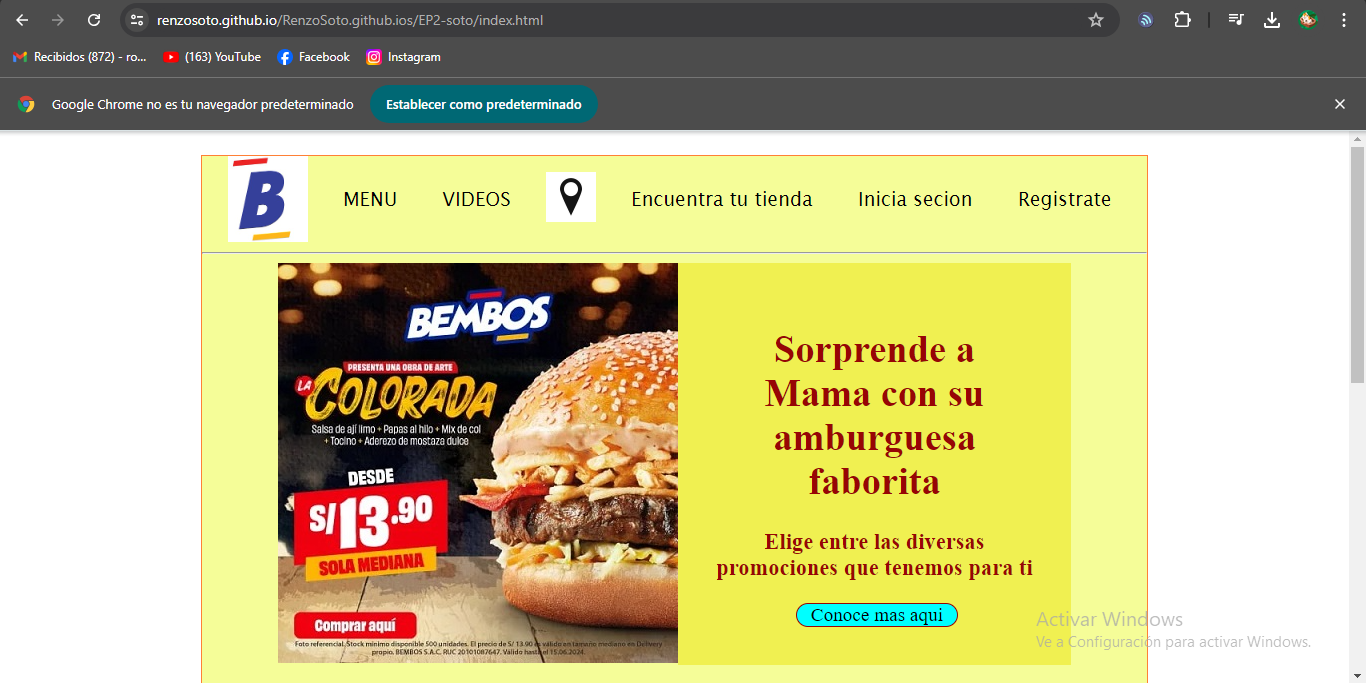 renzosoto.github.io/RenzoSoto.github.ios/EP2-soto/index.html
Recibidos (872) - ro...
(163) YouTube
Facebook
Instagram
Google Chrome no es tu navegador predeterminado
Establecer como predeterminado
B
MENU
VIDEOS
Encuentra tu tienda
Inicia secion
Registrate
BEMBOS
PRESENTA UNA OBRA DE ARTE
LA
COLORADA
Salsa de ají limo + Papas al hilo + Mix de col
+ Tocino + Aderezo de mostaza dulce
DESDE
S/13.90
SOLA MEDIANA
Comprar aquí
Foto referencial. Stock mínimo disponible 500 unidades. El precio de S/ 13.90 es válido en tamaño mediano en Delivery
propio. BEMBOS S.A.C. RUC 20101087647. Válido hasta el 15.06.2024.
Sorprende a
Mama con su
amburguesa
faborita
Elige entre las diversas
promociones que tenemos para ti
Conoce mas aqui
Activar Windows
Ve a Configuración para activar Windows.